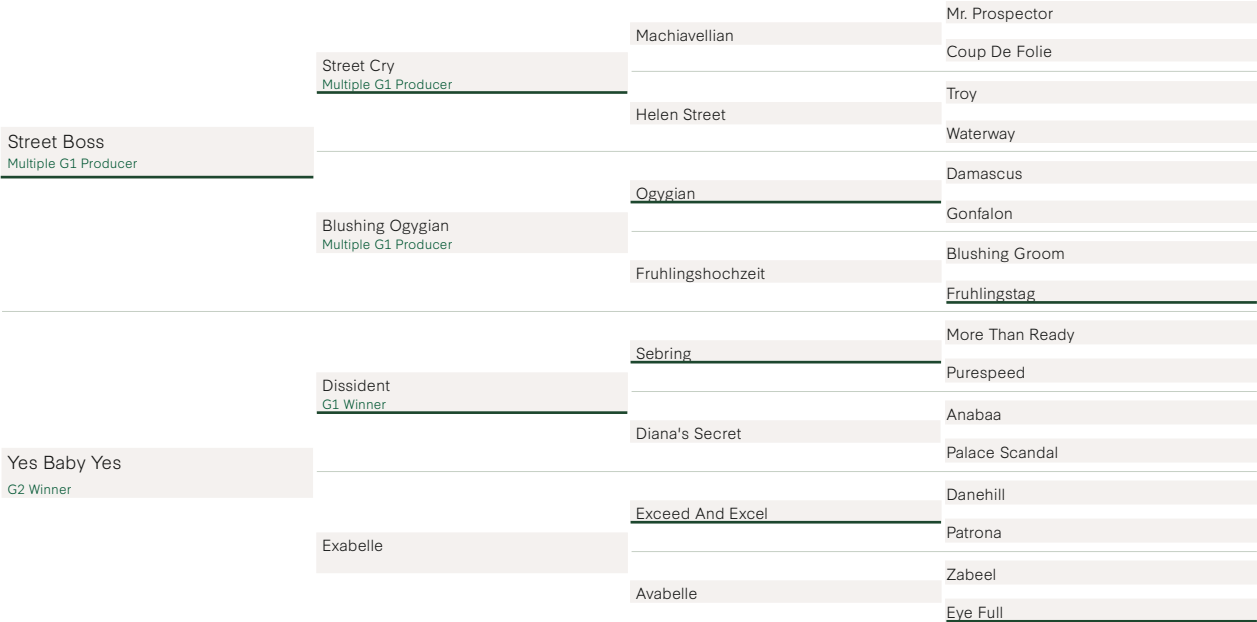 Street Boss
Multiple G1 Producer
Yes Baby Yes
G2 Winner
Street Cry
Multiple G1 Producer
Blushing Ogygian
Multiple G1 Producer
Dissident
G1 Winner
Exabelle
Machiavellian
Helen Street
Ogygian
Fruhlingshochzeit
Sebring
Diana's Secret
Exceed And Excel
Avabelle
Mr. Prospector
Coup De Folie
Troy
Waterway
Damascus
Gonfalon
Blushing Groom
Fruhlingstag
More Than Ready
Purespeed
Anabaa
Palace Scandal
Danehill
Patrona
Zabeel
Eye Full